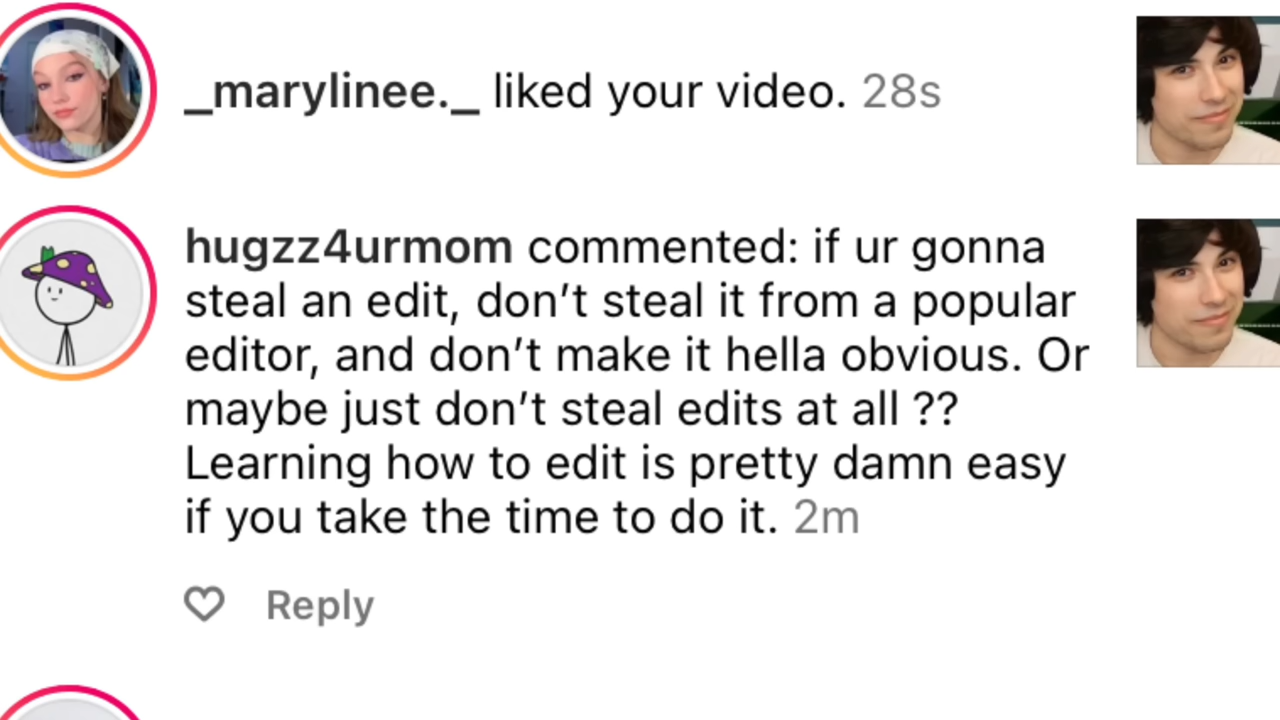 _marylinee._ liked your video. 28s
hugzz4urmom commented: if ur gonna
steal an edit, don’t steal it from a popular
editor, and don’t make it hella obvious. Or
maybe just don’t steal edits at all ??
Learning how to edit is pretty damn easy
if you take the time to do it. 2m
Reply